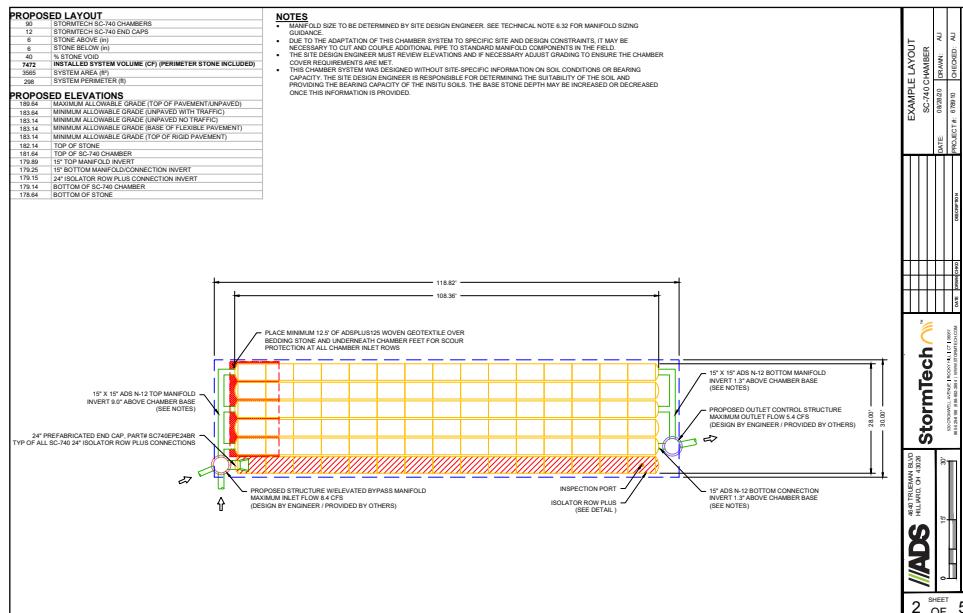 PROPOSED LAYOUT
90 STORMTECH SC-740 CHAMBERS
12 STORMTECH SC-740 END CAPS
6 STONE ABOVE (in)
6 STONE BELOW (in)
40 % STONE VOID
7472 INSTALLED SYSTEM VOLUME (CF) (PERIMETER STONE INCLUDED)
3565 SYSTEM AREA (ft²)
298 SYSTEM PERIMETER (ft)
PROPOSED ELEVATIONS
189.64 MAXIMUM ALLOWABLE GRADE (TOP OF PAVEMENT/UNPAVED)
183.64 MINIMUM ALLOWABLE GRADE (UNPAVED WITH TRAFFIC)
183.14 MINIMUM ALLOWABLE GRADE (UNPAVED NO TRAFFIC)
183.14 MINIMUM ALLOWABLE GRADE (BASE OF FLEXIBLE PAVEMENT)
183.14 MINIMUM ALLOWABLE GRADE (TOP OF RIGID PAVEMENT)
182.14 TOP OF STONE
181.64 TOP OF SC-740 CHAMBER
179.89 15" TOP MANIFOLD INVERT
179.25 15" BOTTOM MANIFOLD/CONNECTION INVERT
179.15 24" ISOLATOR ROW PLUS CONNECTION INVERT
179.14 BOTTOM OF SC-740 CHAMBER
178.64 BOTTOM OF STONE
NOTES
• MANIFOLD SIZE TO BE DETERMINED BY SITE DESIGN ENGINEER. SEE TECHNICAL NOTE 6.32 FOR MANIFOLD SIZING
GUIDANCE.
• DUE TO THE ADAPTATION OF THIS CHAMBER SYSTEM TO SPECIFIC SITE AND DESIGN CONSTRAINTS, IT MAY BE
NECESSARY TO CUT AND COUPLE ADDITIONAL PIPE TO STANDARD MANIFOLD COMPONENTS IN THE FIELD.
• THE SITE DESIGN ENGINEER MUST REVIEW ELEVATIONS AND IF NECESSARY ADJUST GRADING TO ENSURE THE CHAMBER
COVER REQUIREMENTS ARE MET.
• THIS CHAMBER SYSTEM WAS DESIGNED WITHOUT SITE-SPECIFIC INFORMATION ON SOIL CONDITIONS OR BEARING
CAPACITY. THE SITE DESIGN ENGINEER IS RESPONSIBLE FOR DETERMINING THE SUITABILITY OF THE SOIL AND
PROVIDING THE BEARING CAPACITY OF THE INSITU SOILS. THE BASE STONE DEPTH MAY BE INCREASED OR DECREASED
ONCE THIS INFORMATION IS PROVIDED.
118.82'
108.36'
PLACE MINIMUM 12.5' OF ADSPLUS125 WOVEN GEOTEXTILE OVER
BEDDING STONE AND UNDERNEATH CHAMBER FEET FOR SCOUR
PROTECTION AT ALL CHAMBER INLET ROWS
15" X 15" ADS N-12 TOP MANIFOLD
INVERT 9.0" ABOVE CHAMBER BASE
(SEE NOTES)
24" PREFABRICATED END CAP, PART# SC740EPE24BR
TYP OF ALL SC-740 24" ISOLATOR ROW PLUS CONNECTIONS
PROPOSED STRUCTURE W/ELEVATED BYPASS MANIFOLD
MAXIMUM INLET FLOW 8.4 CFS
(DESIGN BY ENGINEER / PROVIDED BY OTHERS)
INSPECTION PORT
ISOLATOR ROW PLUS
(SEE DETAIL )
15" X 15" ADS N-12 BOTTOM MANIFOLD
INVERT 1.3" ABOVE CHAMBER BASE
(SEE NOTES)
PROPOSED OUTLET CONTROL STRUCTURE
MAXIMUM OUTLET FLOW 5.4 CFS
(DESIGN BY ENGINEER / PROVIDED BY OTHERS)
15" ADS N-12 BOTTOM CONNECTION
INVERT 1.3" ABOVE CHAMBER BASE
(SEE NOTES)
28.00'
30.00'
EXAMPLE LAYOUT
SC-740 CHAMBER
DATE: 08/28/20 DRAWN: AU
PROJECT #: CHECKED: AU
DATE DRWN CHKD DESCRIPTION
StormTech
ADS
4640 TRUEMAN BLVD
HILLIARD, OH 43026
0 15' 30'
SHEET
2 OF 5